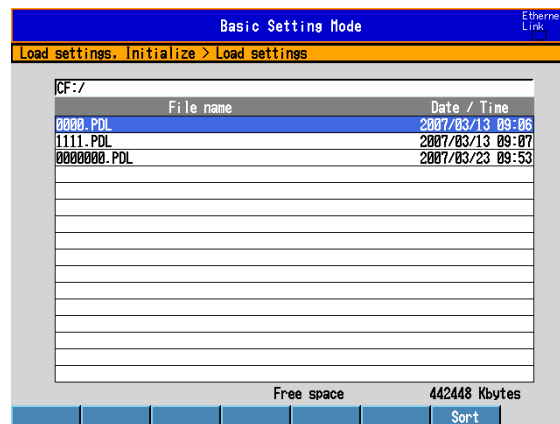 Basic Setting Mode
Etherne
Link
Load settings, Initialize > Load settings
CF:/
File name Date / Time
0000.PDL 2007/03/13 09:06
1111.PDL 2007/03/13 09:07
0000000.PDL 2007/03/23 09:53
Free space 442448 Kbytes
Sort